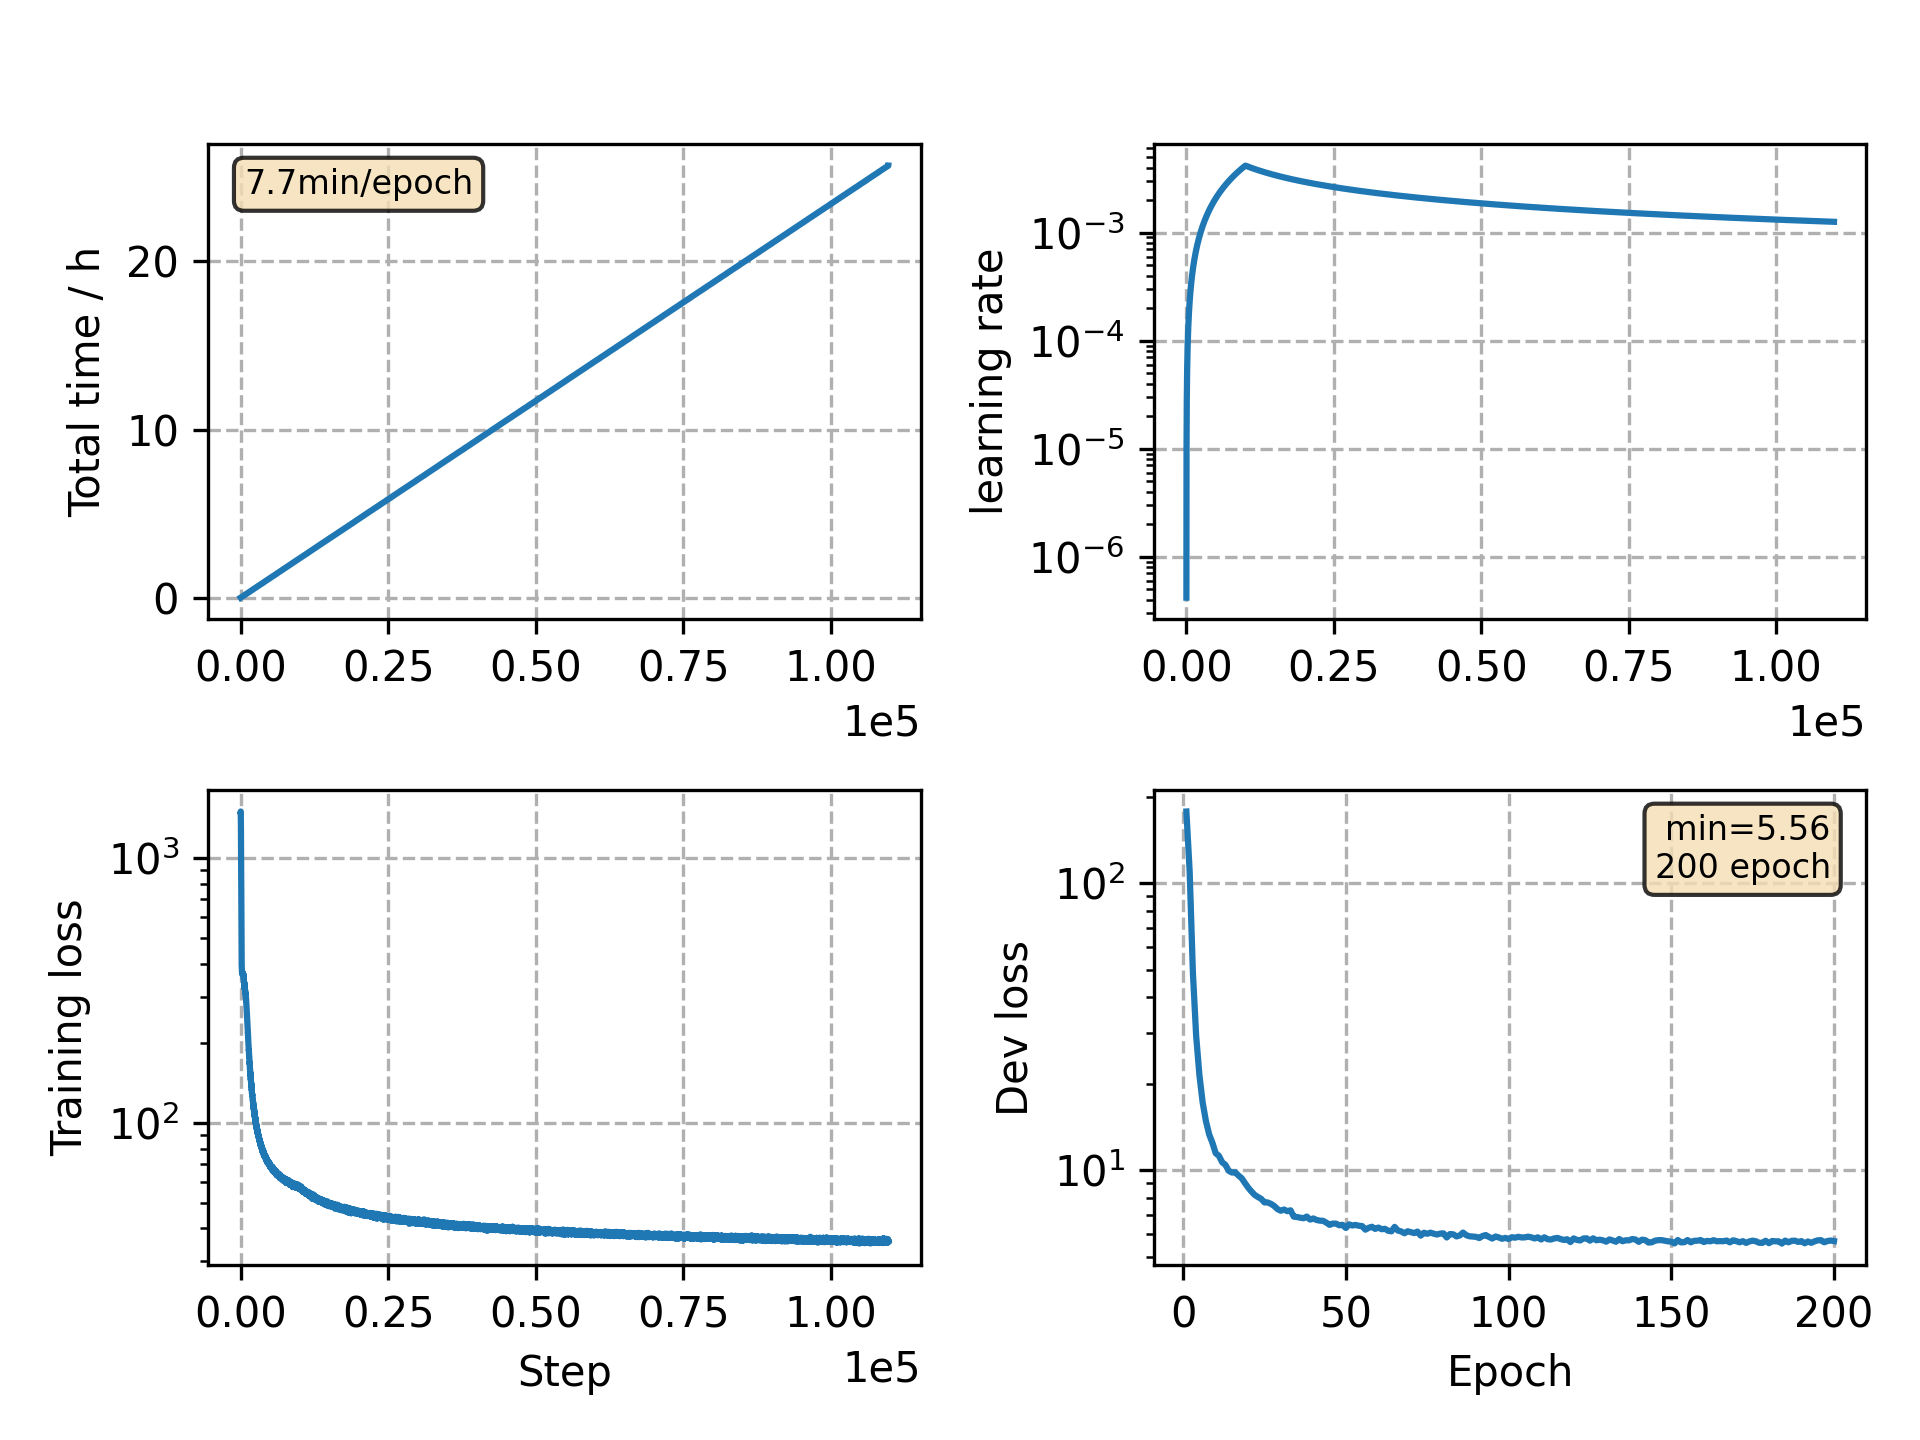 7.7min/epoch
Total time / h
20
10
0
0.00 0.25 0.50 0.75 1.00
1e5
learning rate
10⁻³
10⁻⁴
10⁻⁵
10⁻⁶
0.00 0.25 0.50 0.75 1.00
1e5
Training loss
10³
10²
0.00 0.25 0.50 0.75 1.00
Step
1e5
min=5.56
200 epoch
Dev loss
10²
10¹
0 50 100 150 200
Epoch